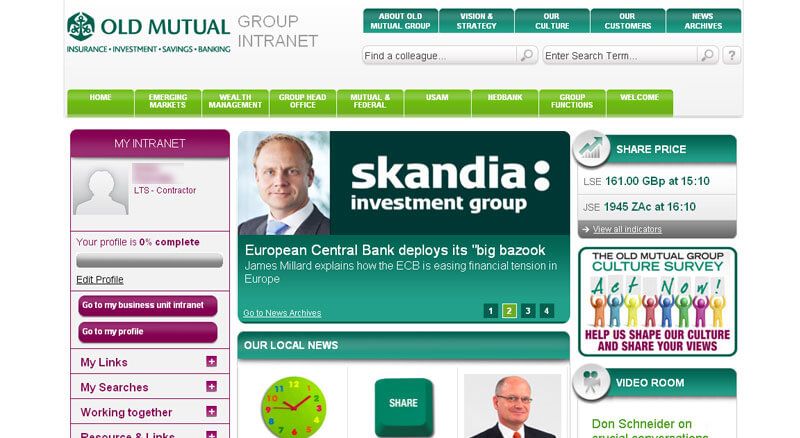 OLD MUTUAL
INSURANCE • INVESTMENT • SAVINGS • BANKING
GROUP
INTRANET
ABOUT OLD
MUTUAL GROUP
VISION &
STRATEGY
OUR
CULTURE
OUR
CUSTOMERS
NEWS
ARCHIVES
Find a colleague...
Enter Search Term...
?
HOME
EMERGING
MARKETS
WEALTH
MANAGEMENT
GROUP HEAD
OFFICE
MUTUAL &
FEDERAL
USAM
NEDBANK
GROUP
FUNCTIONS
WELCOME
MY INTRANET
LTS - Contractor
Your profile is 0% complete
Edit Profile
Go to my business unit intranet
Go to my profile
My Links
My Searches
Working together
Resource & Links
skandia:
investment group
European Central Bank deploys its "big bazook
James Millard explains how the ECB is easing financial tension in
Europe
Go to News Archives
1 2 3 4
OUR LOCAL NEWS
SHARE
SHARE PRICE
LSE 161.00 GBp at 15:10
JSE 1945 ZAc at 16:10
View all indicators
THE OLD MUTUAL GROUP
CULTURE SURVEY
Act Now!
HELP US SHAPE OUR CULTURE
AND SHARE YOUR VIEWS
VIDEO ROOM
Don Schneider on
crucial conversations